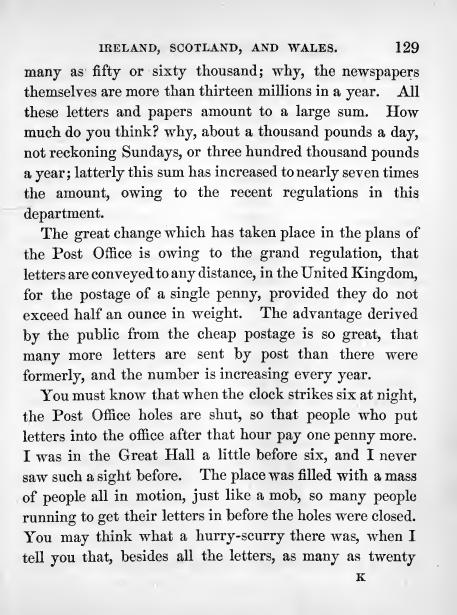 IRELAND, SCOTLAND, AND WALES. 129
many as fifty or sixty thousand; why, the newspapers
themselves are more than thirteen millions in a year. All
these letters and papers amount to a large sum. How
much do you think? why, about a thousand pounds a day,
not reckoning Sundays, or three hundred thousand pounds
a year; latterly this sum has increased to nearly seven times
the amount, owing to the recent regulations in this
department.
The great change which has taken place in the plans of
the Post Office is owing to the grand regulation, that
letters are conveyed to any distance, in the United Kingdom,
for the postage of a single penny, provided they do not
exceed half an ounce in weight. The advantage derived
by the public from the cheap postage is so great, that
many more letters are sent by post than there were
formerly, and the number is increasing every year.
You must know that when the clock strikes six at night,
the Post Office holes are shut, so that people who put
letters into the office after that hour pay one penny more.
I was in the Great Hall a little before six, and I never
saw such a sight before. The place was filled with a mass
of people all in motion, just like a mob, so many people
running to get their letters in before the holes were closed.
You may think what a hurry-scurry there was, when I
tell you that, besides all the letters, as many as twenty
K